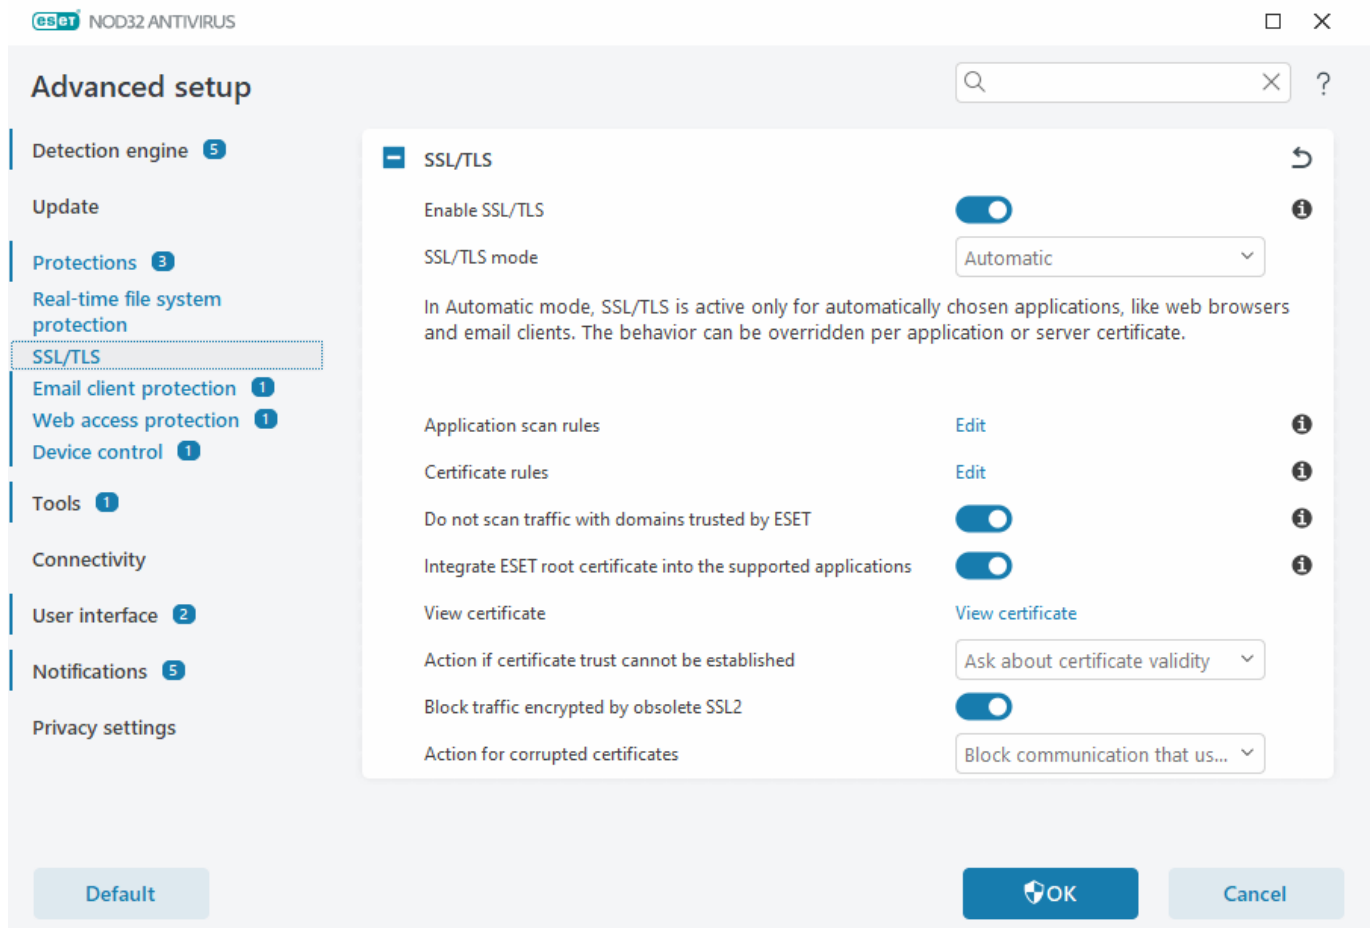 eset NOD32 ANTIVIRUS
Advanced setup
?
Detection engine 5
Update
Protections 3
Real-time file system
protection
SSL/TLS
Email client protection 1
Web access protection 1
Device control 1
Tools 1
Connectivity
User interface 2
Notifications 5
Privacy settings
SSL/TLS
Enable SSL/TLS
SSL/TLS mode Automatic
In Automatic mode, SSL/TLS is active only for automatically chosen applications, like web browsers
and email clients. The behavior can be overridden per application or server certificate.
Application scan rules Edit
Certificate rules Edit
Do not scan traffic with domains trusted by ESET
Integrate ESET root certificate into the supported applications
View certificate View certificate
Action if certificate trust cannot be established Ask about certificate validity
Block traffic encrypted by obsolete SSL2
Action for corrupted certificates Block communication that us...
Default
OK
Cancel